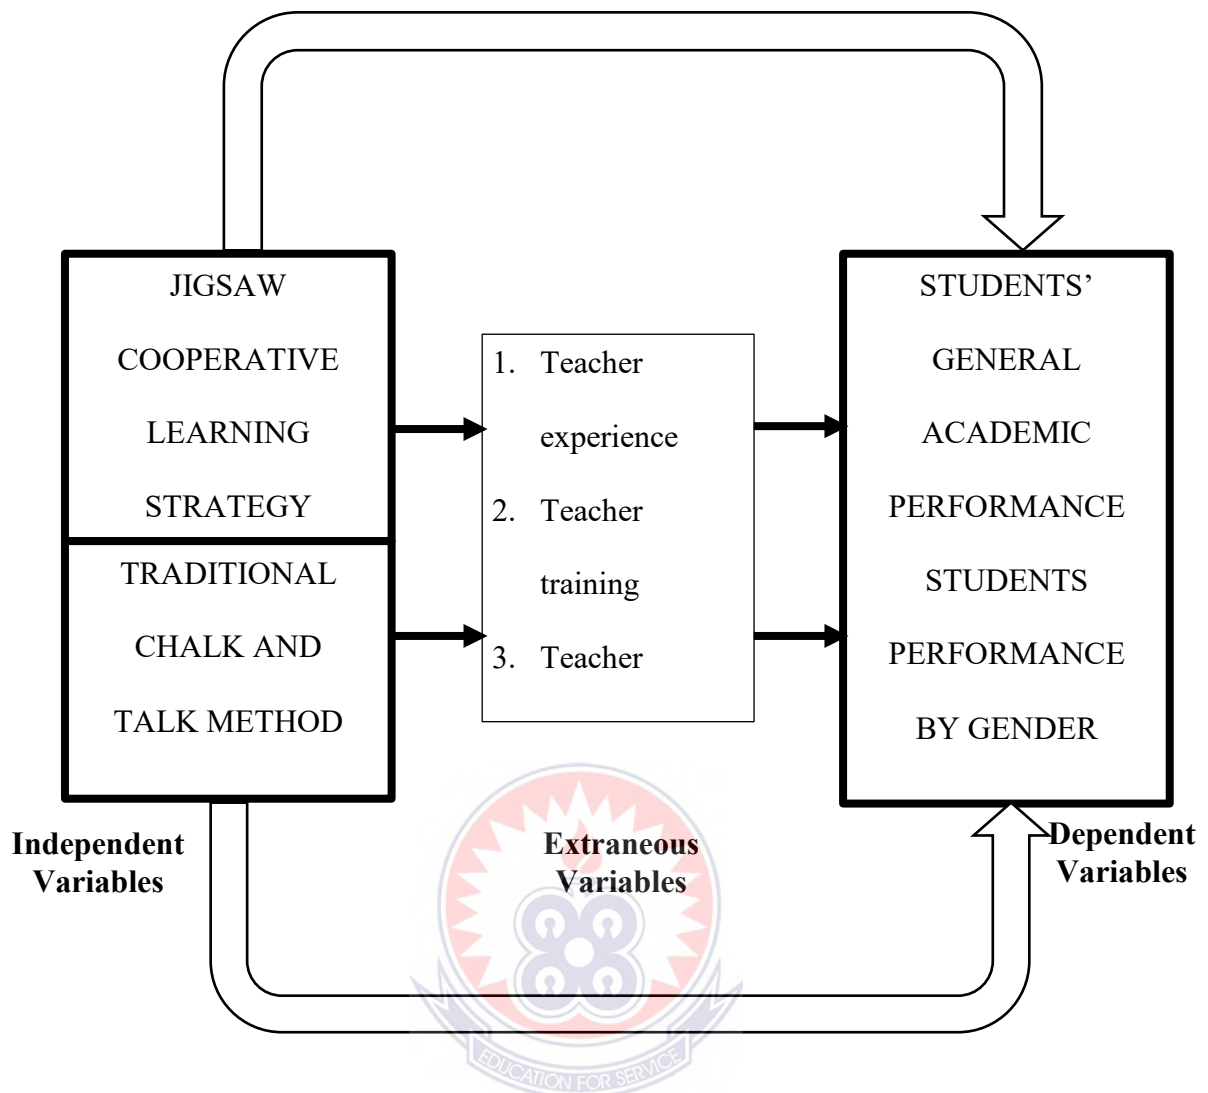 JIGSAW
COOPERATIVE
LEARNING
STRATEGY
TRADITIONAL
CHALK AND
TALK METHOD
1. Teacher
experience
2. Teacher
training
3. Teacher
STUDENTS’
GENERAL
ACADEMIC
PERFORMANCE
STUDENTS
PERFORMANCE
BY GENDER
Independent
Variables
Extraneous
Variables
Dependent
Variables
EDUCATION FOR SERVICE